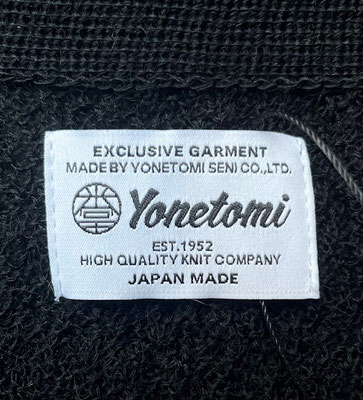 EXCLUSIVE GARMENT
MADE BY YONETOMI SENI CO.,LTD.
Yonetomi
EST.1952
HIGH QUALITY KNIT COMPANY
JAPAN MADE